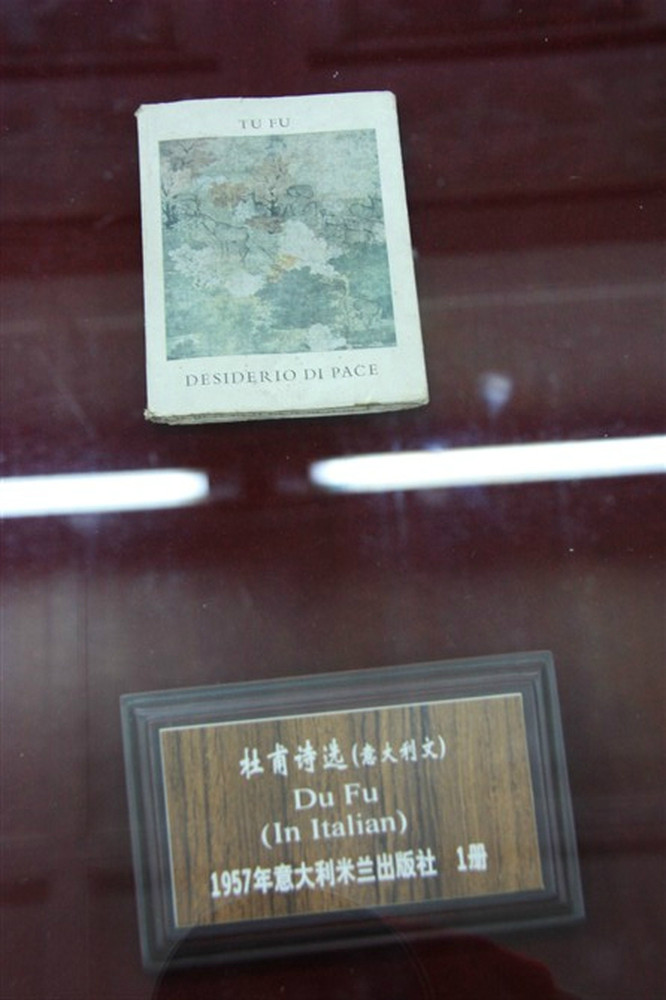 TU FU
DESIDERIO DI PACE
杜甫诗选(意大利文)
Du Fu
(In Italian)
1957年意大利米兰出版社 1册